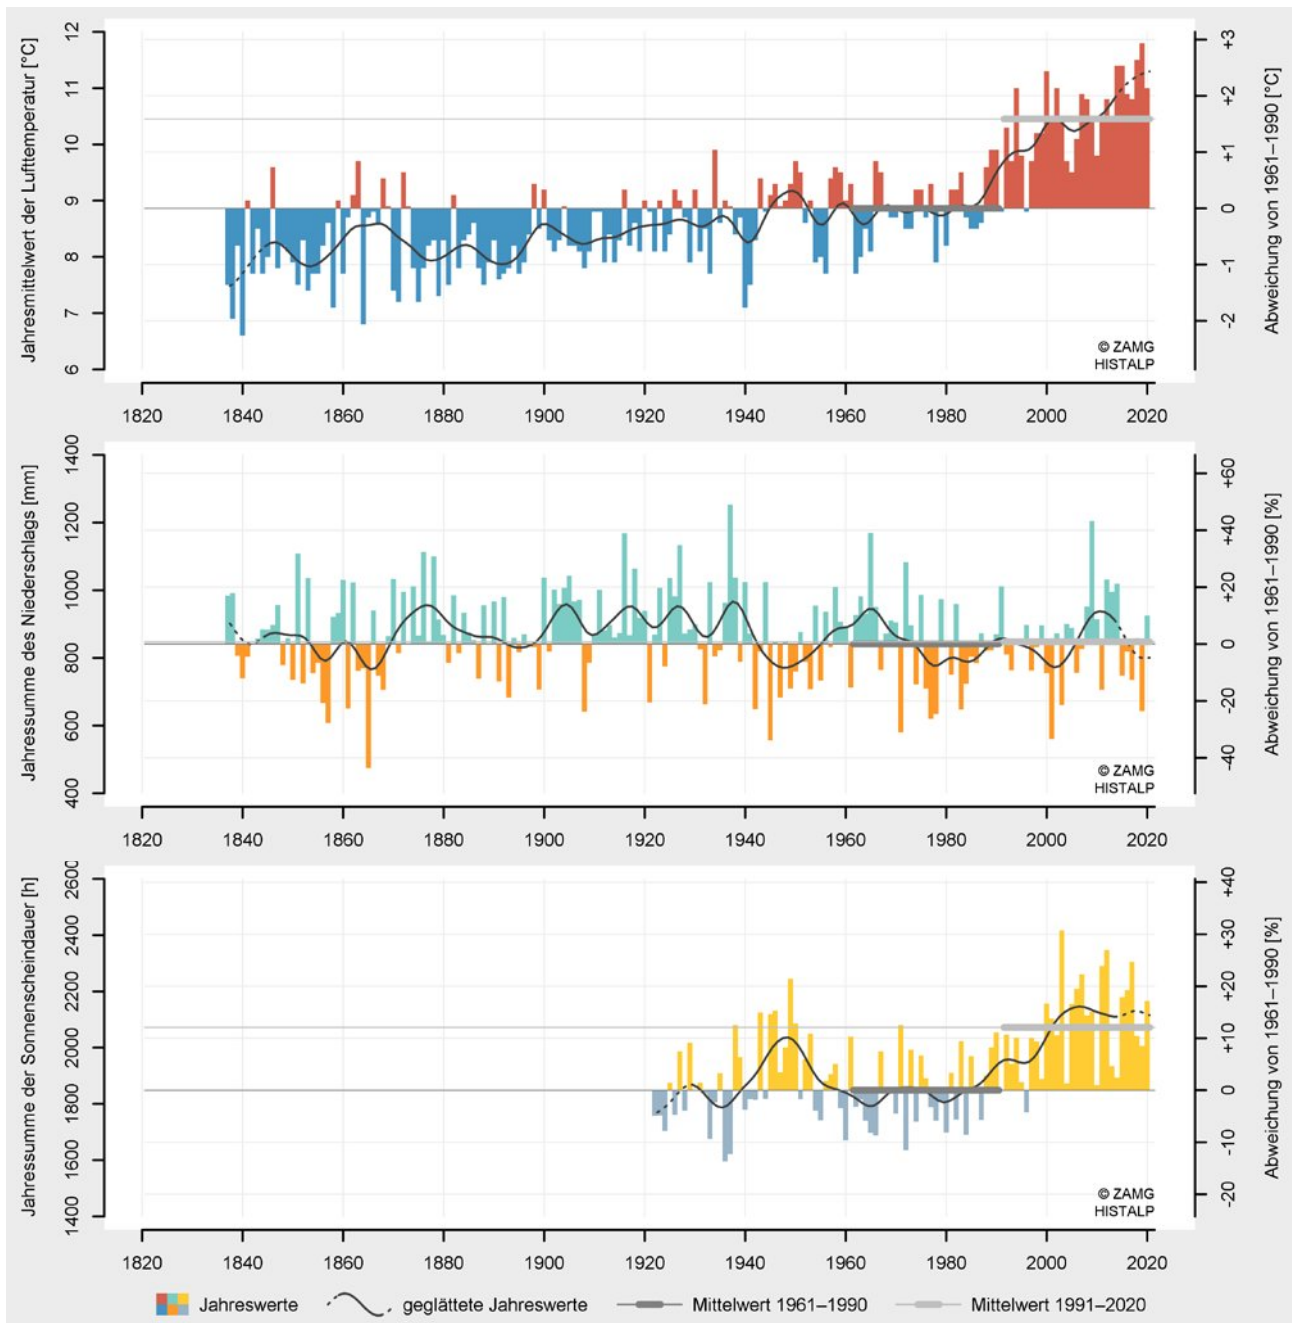 Jahresmittelwert der Lufttemperatur [°C]
12
11
10
9
8
7
6
+3
+2
+1
0
-1
-2
Abweichung von 1961–1990 [°C]
© ZAMG
HISTALP
1820 1840 1860 1880 1900 1920 1940 1960 1980 2000 2020
Jahressumme des Niederschlags [mm]
1400
1200
1000
800
600
400
+60
+40
+20
0
-20
-40
Abweichung von 1961–1990 [%]
© ZAMG
HISTALP
1820 1840 1860 1880 1900 1920 1940 1960 1980 2000 2020
Jahressumme der Sonnenscheindauer [h]
2600
2400
2200
2000
1800
1600
1400
+40
+30
+20
+10
0
-10
-20
Abweichung von 1961–1990 [%]
© ZAMG
HISTALP
1820 1840 1860 1880 1900 1920 1940 1960 1980 2000 2020
Jahreswerte geglättete Jahreswerte Mittelwert 1961–1990 Mittelwert 1991–2020